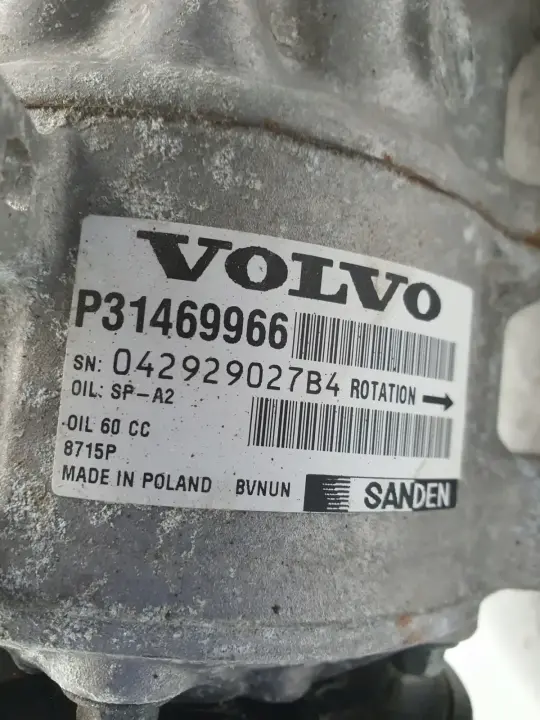 VOLVO
P31469966
SN: 042929027B4 ROTATION →
OIL: SP-A2
OIL 60 CC
8715P
MADE IN POLAND BVNUN SANDEN